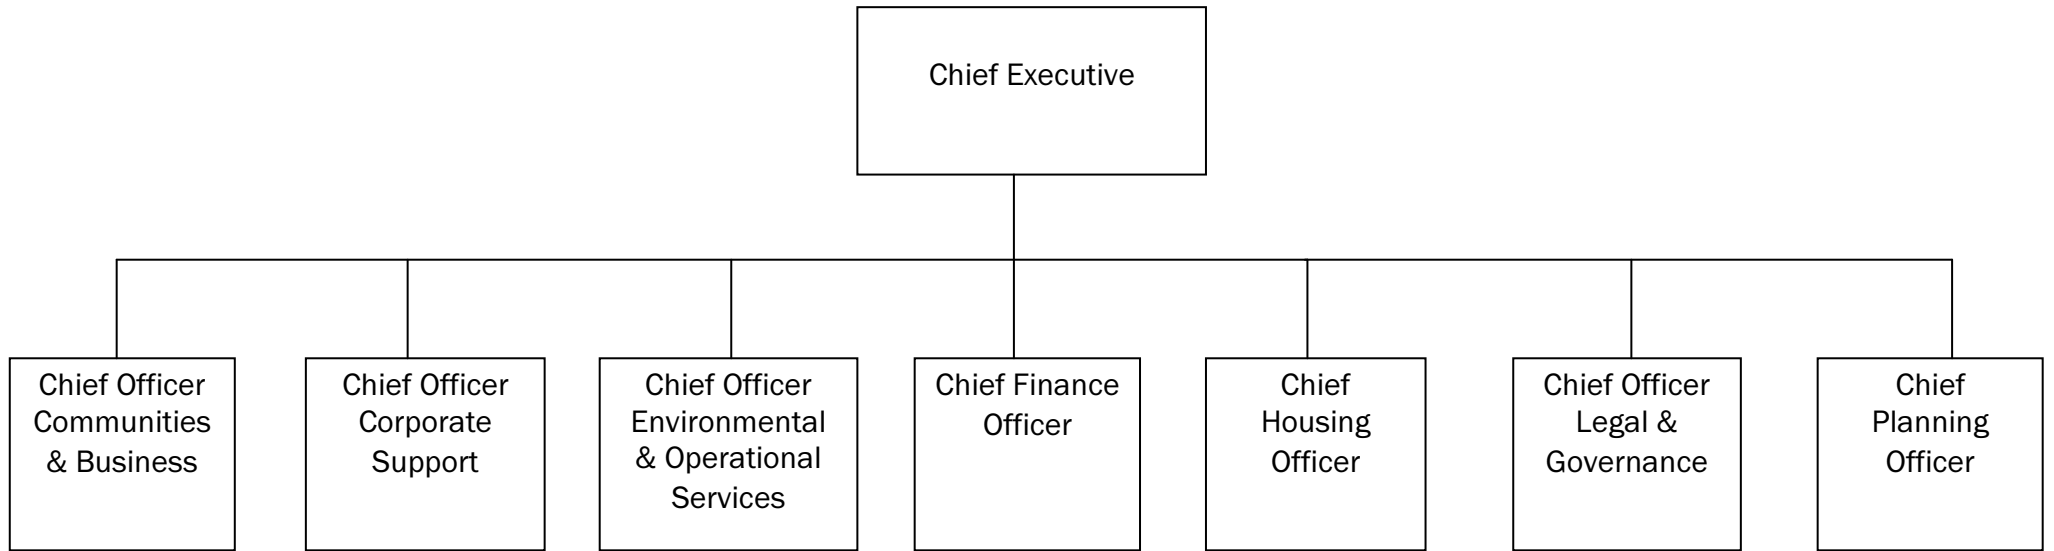 Chief Executive
Chief Officer
Communities
& Business
Chief Officer
Corporate
Support
Chief Officer
Environmental
& Operational
Services
Chief Finance
Officer
Chief
Housing
Officer
Chief Officer
Legal &
Governance
Chief
Planning
Officer